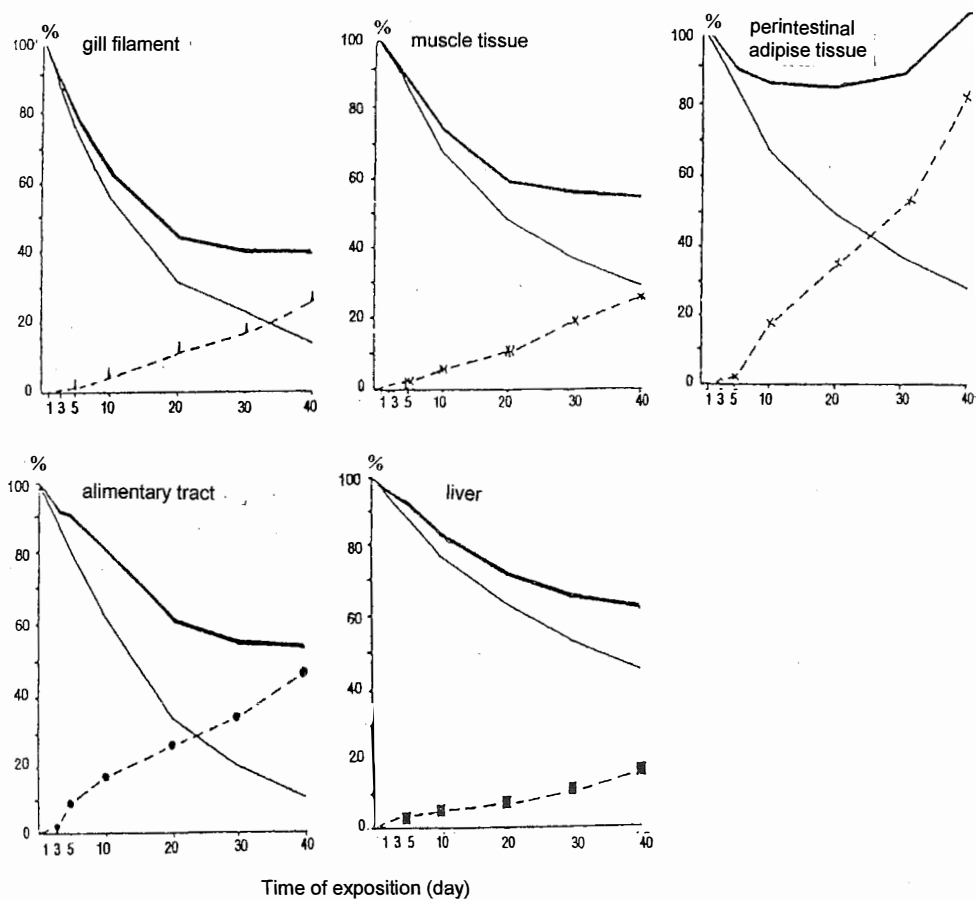 %
gill filament
100
80
60
40
20
0
1 3 5 10 20 30 40
%
muscle tissue
100
80
60
40
20
0
1 3 5 10 20 30 40
%
perintestinal
adipise tissue
100
80
60
40
20
0
1 3 5 10 20 30 40
%
alimentary tract
100
80
60
40
20
0
1 3 5 10 20 30 40
%
liver
100
80
60
40
20
0
1 3 5 10 20 30 40
Time of exposition (day)